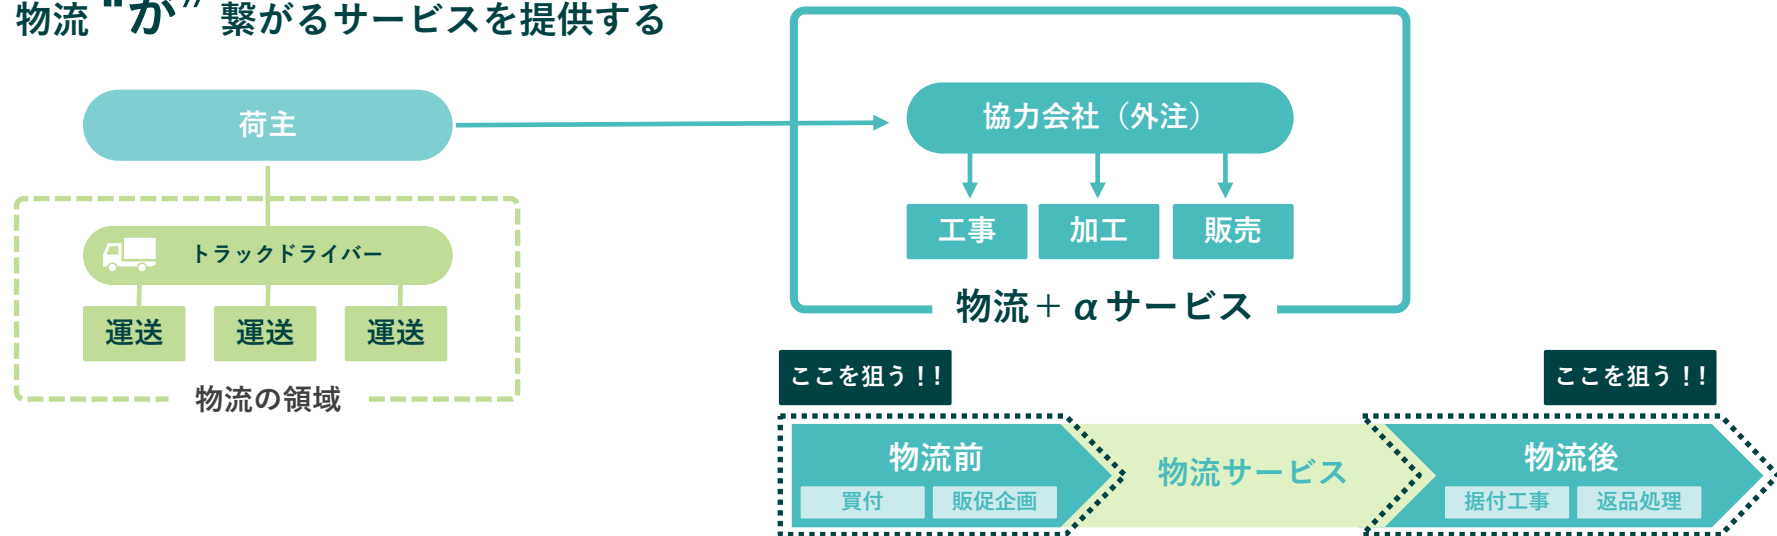 物流 “が” 繋がるサービスを提供する
荷主
トラックドライバー
運送 運送 運送
物流の領域
協力会社（外注）
工事 加工 販売
物流＋αサービス
ここを狙う！！ ここを狙う！！
物流前 物流サービス 物流後
買付 販促企画 据付工事 返品処理